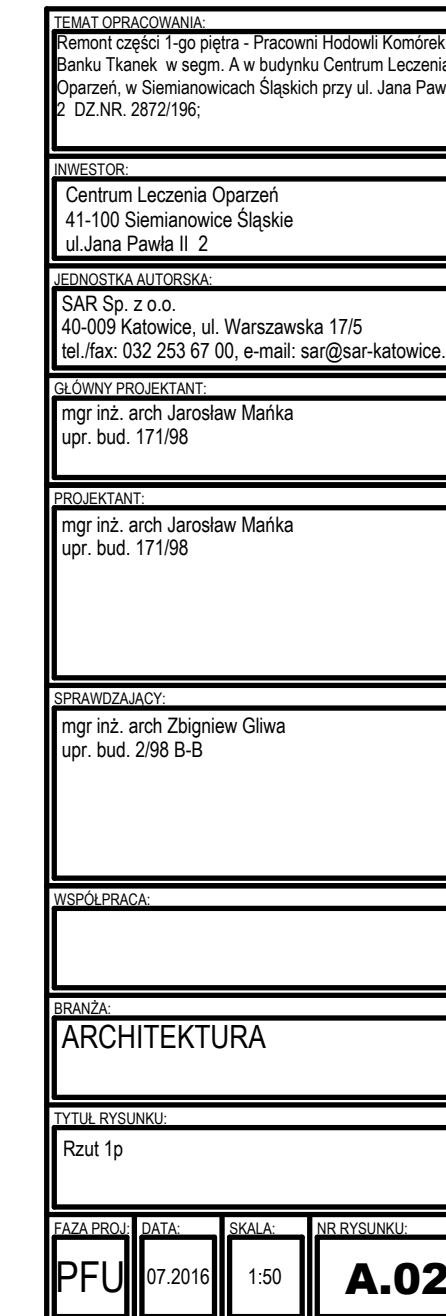 TEMAT OPRACOWANIA:
Remont części 1-go piętra - Pracowni Hodowli Komórek
Banku Tkanek w segm. A w budynku Centrum Leczenia
Oparzeń, w Siemianowicach Śląskich przy ul. Jana Paw
2 DZ.NR. 2872/196;
INWESTOR:
Centrum Leczenia Oparzeń
41-100 Siemianowice Śląskie
ul.Jana Pawła II 2
JEDNOSTKA AUTORSKA:
SAR Sp. z o.o.
40-009 Katowice, ul. Warszawska 17/5
tel./fax: 032 253 67 00, e-mail: sar@sar-katowice.
GŁÓWNY PROJEKTANT:
mgr inż. arch Jarosław Mańka
upr. bud. 171/98
PROJEKTANT:
mgr inż. arch Jarosław Mańka
upr. bud. 171/98
SPRAWDZAJĄCY:
mgr inż. arch Zbigniew Gliwa
upr. bud. 2/98 B-B
WSPÓŁPRACA:
BRANŻA:
ARCHITEKTURA
TYTUŁ RYSUNKU:
Rzut 1p
FAZA PROJ: DATA: SKALA: NR RYSUNKU:
PFU 07.2016 1:50 A.02